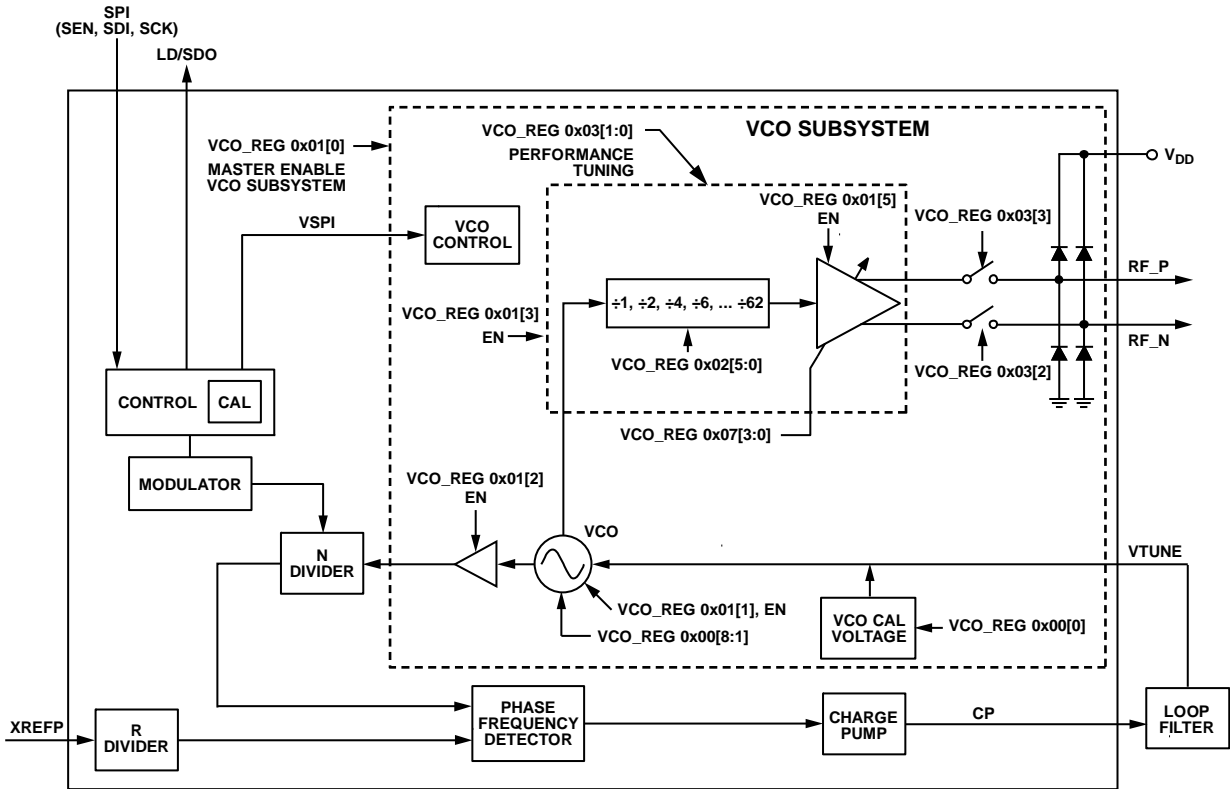 SPI
(SEN, SDI, SCK)
LD/SDO
VCO_REG 0x01[0]
MASTER ENABLE
VCO SUBSYSTEM
VCO_REG 0x03[1:0]
PERFORMANCE
TUNING
VCO SUBSYSTEM
VDD
VSPI
VCO
CONTROL
VCO_REG 0x01[5]
EN
VCO_REG 0x03[3]
RF_P
VCO_REG 0x01[3]
EN
÷1, ÷2, ÷4, ÷6, ... ÷62
VCO_REG 0x02[5:0]
RF_N
VCO_REG 0x03[2]
CONTROL
CAL
VCO_REG 0x07[3:0]
MODULATOR
VCO_REG 0x01[2]
EN
VCO
VTUNE
N
DIVIDER
VCO_REG 0x01[1], EN
VCO_REG 0x00[8:1]
VCO CAL
VOLTAGE
VCO_REG 0x00[0]
XREFP
R
DIVIDER
PHASE
FREQUENCY
DETECTOR
CHARGE
PUMP
CP
LOOP
FILTER